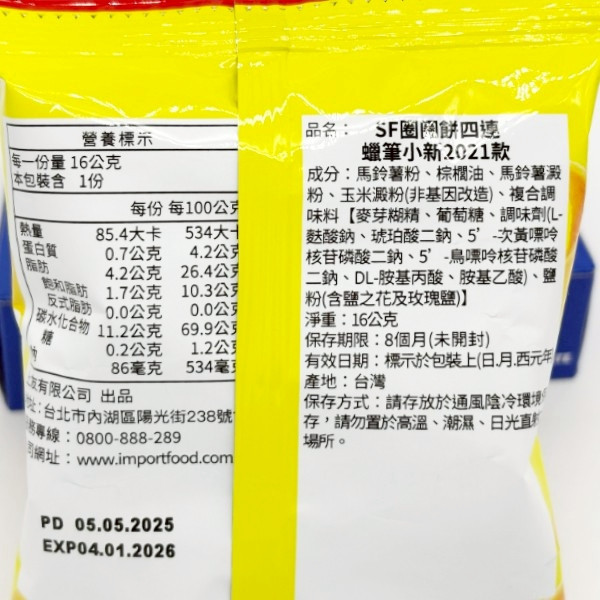 營養標示
每一份量 16公克
本包裝含 1份
每份 每100公克
熱量 85.4大卡 534大卡
蛋白質 0.7公克 4.2公克
脂肪 4.2公克 26.4公克
飽和脂肪 1.7公克 10.3公克
反式脂肪 0.0公克 0.0公克
碳水化合物 11.2公克 69.9公克
糖 0.2公克 1.2公克
86毫克 534毫克
有限公司 出品
址:台北市內湖區陽光街238號
專線:0800-888-289
網址:www.importfood.com
PD 05.05.2025
EXP04.01.2026
品名: SF圈圈餅四連
蠟筆小新2021款
成分:馬鈴薯粉、棕櫚油、馬鈴薯澱
粉、玉米澱粉(非基因改造)、複合調
味料【麥芽糊精、葡萄糖、調味劑(L-
麩酸鈉、琥珀酸二鈉、5’-次黃嘌呤
核苷磷酸二鈉、5’-鳥嘌呤核苷磷酸
二鈉、DL-胺基丙酸、胺基乙酸)、鹽
粉(含鹽之花及玫瑰鹽)】
淨重:16公克
保存期限:8個月(未開封)
有效日期:標示於包裝上(日.月.西元年
產地:台灣
保存方式:請存放於通風陰冷環境
存,請勿置於高溫、潮濕、日光直射
場所。